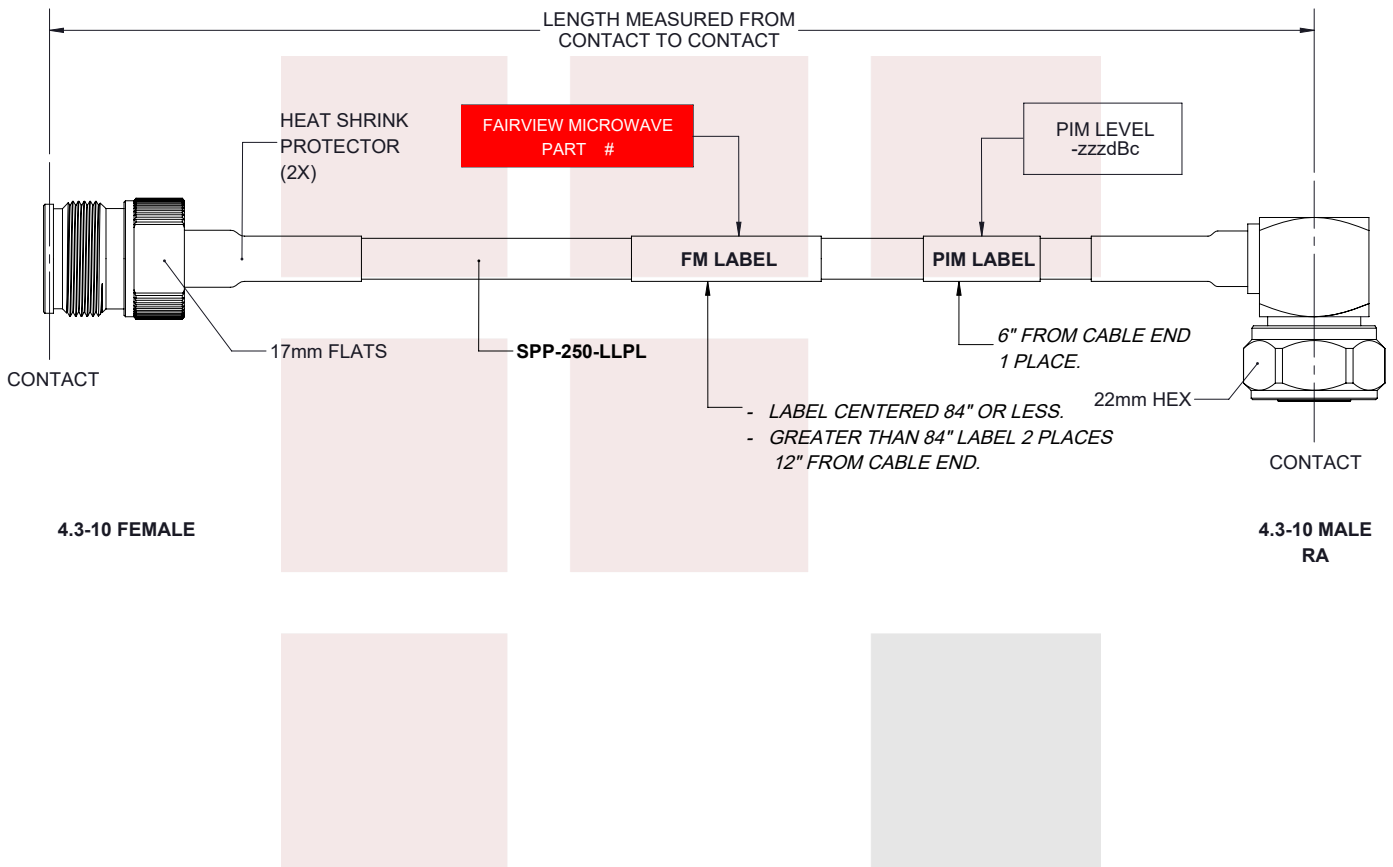 LENGTH MEASURED FROM
CONTACT TO CONTACT
HEAT SHRINK
PROTECTOR
(2X)
FAIRVIEW MICROWAVE
PART #
PIM LEVEL
-zzzdBc
FM LABEL
PIM LABEL
17mm FLATS
SPP-250-LLPL
6" FROM CABLE END
1 PLACE.
CONTACT
22mm HEX
- LABEL CENTERED 84" OR LESS.
- GREATER THAN 84" LABEL 2 PLACES
12" FROM CABLE END.
CONTACT
4.3-10 FEMALE
4.3-10 MALE
RA